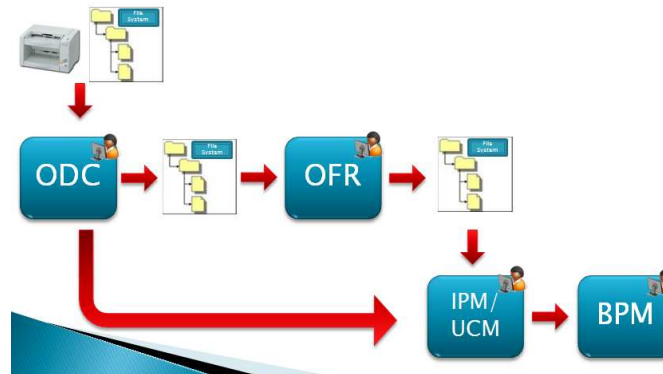 File
System
ODC
File
System
OFR
File
System
IPM/
UCM
BPM